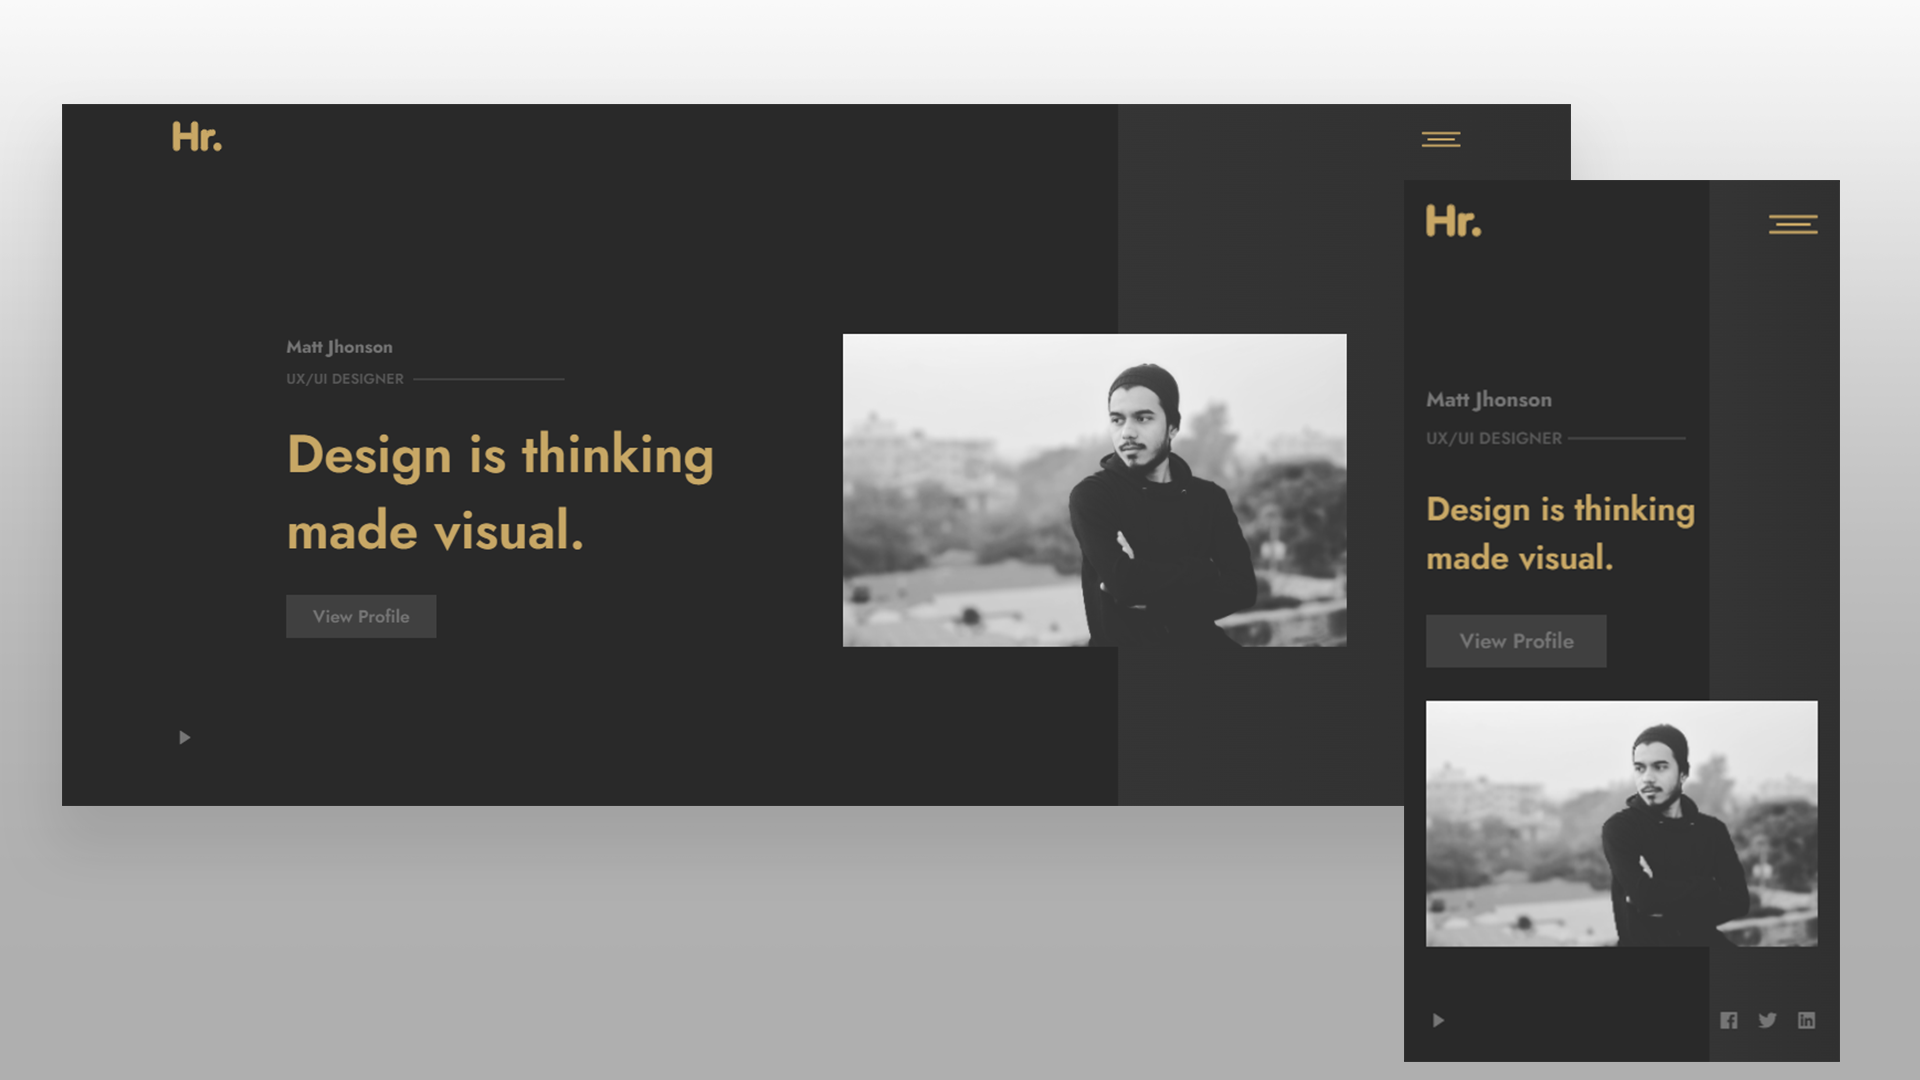 Hr.
Matt Jhonson
UX/UI DESIGNER
Design is thinking
made visual.
View Profile
Hr.
Matt Jhonson
UX/UI DESIGNER
Design is thinking
made visual.
View Profile